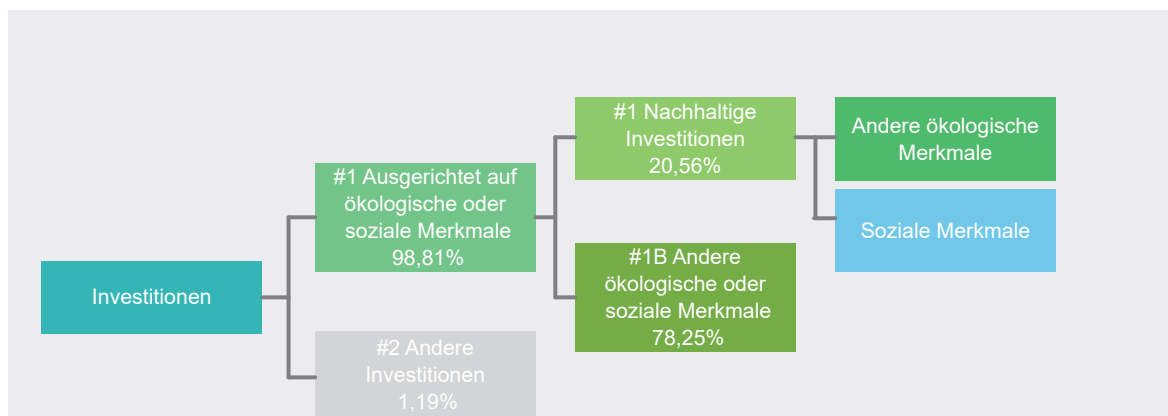 Investitionen
#1 Ausgerichtet auf
ökologische oder
soziale Merkmale
98,81%
#2 Andere
Investitionen
1,19%
#1 Nachhaltige
Investitionen
20,56%
#1B Andere
ökologische oder
soziale Merkmale
78,25%
Andere ökologische
Merkmale
Soziale Merkmale